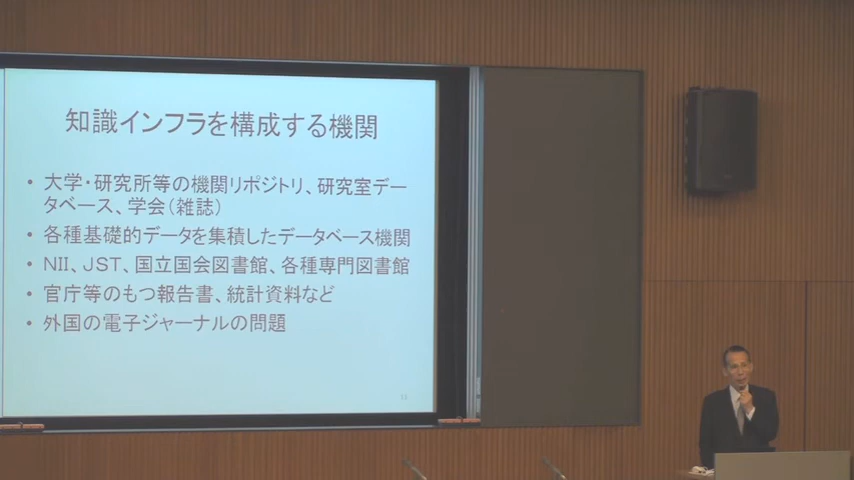 知識インフラを構成する機関
• 大学・研究所等の機関リポジトリ、研究室デー
タベース、学会(雑誌)
• 各種基礎的データを集積したデータベース機関
• NII、JST、国立国会図書館、各種専門図書館
• 官庁等のもつ報告書、統計資料など
• 外国の電子ジャーナルの問題